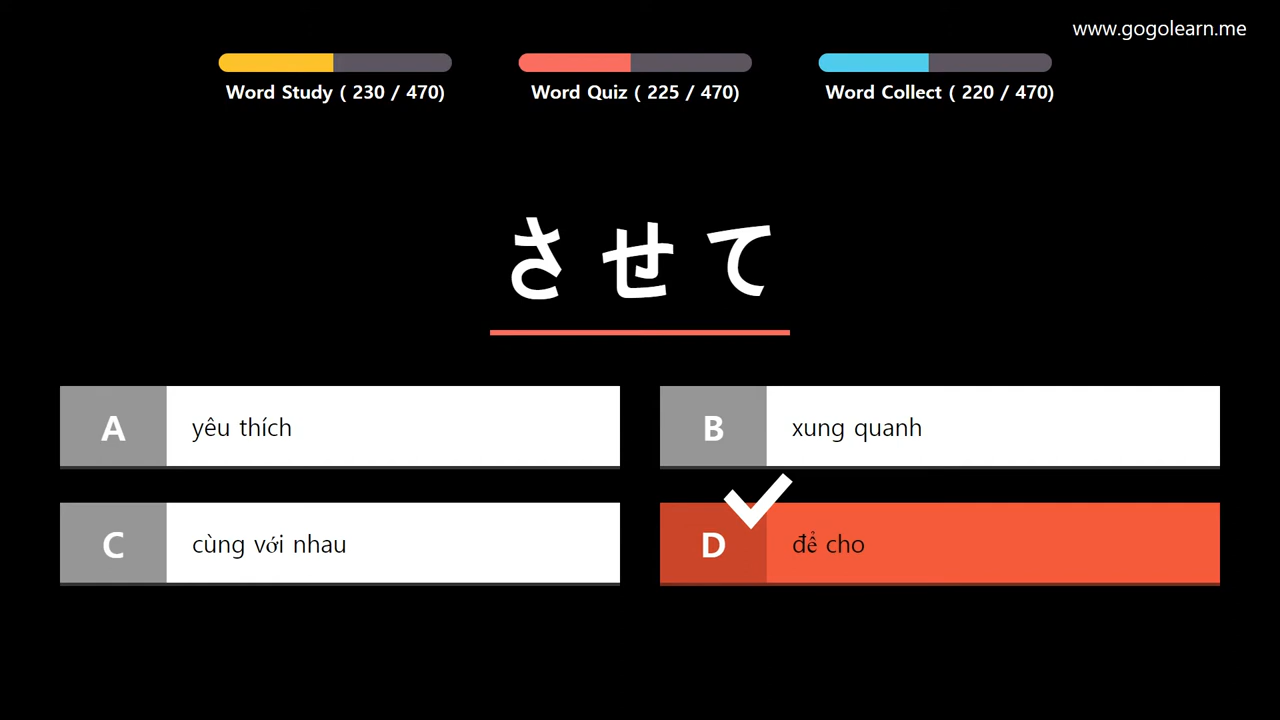 www.gogolearn.me
Word Study ( 230 / 470)
Word Quiz ( 225 / 470)
Word Collect ( 220 / 470)
させて
A
yêu thích
B
xung quanh
C
cùng với nhau
D
để cho